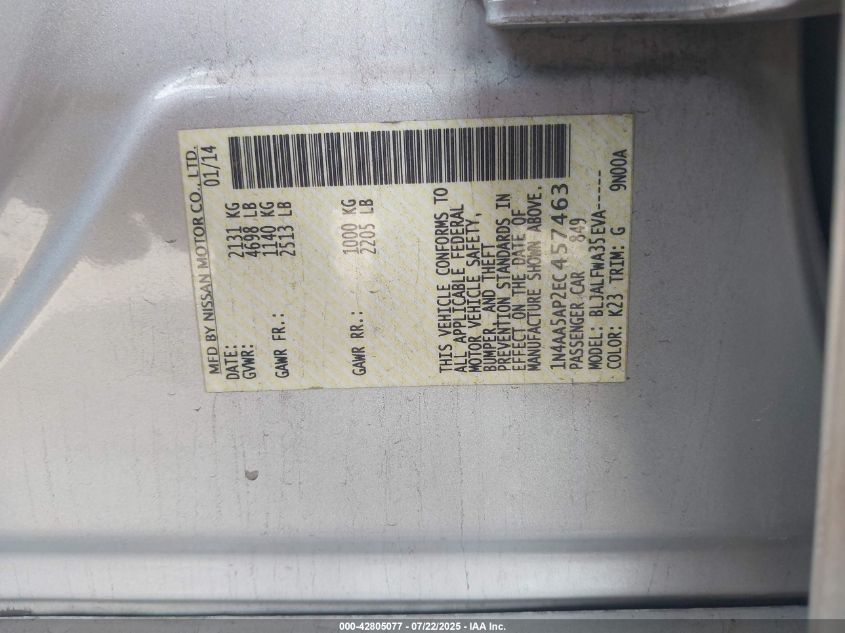 MFD BY NISSAN MOTOR CO., LTD.
DATE: 01/14
GVWR: 2131 KG
4698 LB
GAWR FR.: 1140 KG
2513 LB
GAWR RR.: 1000 KG
2205 LB
THIS VEHICLE CONFORMS TO
ALL APPLICABLE FEDERAL
MOTOR VEHICLE SAFETY,
BUMPER, AND THEFT
PREVENTION STANDARDS IN
EFFECT ON THE DATE OF
MANUFACTURE SHOWN ABOVE.
1N4AA5AP2EC457463
PASSENGER CAR 849
MODEL: BLJALFWA35EVA-----
COLOR: K23 TRIM: G 9N00A
000-42805077 - 07/22/2025 - IAA Inc.